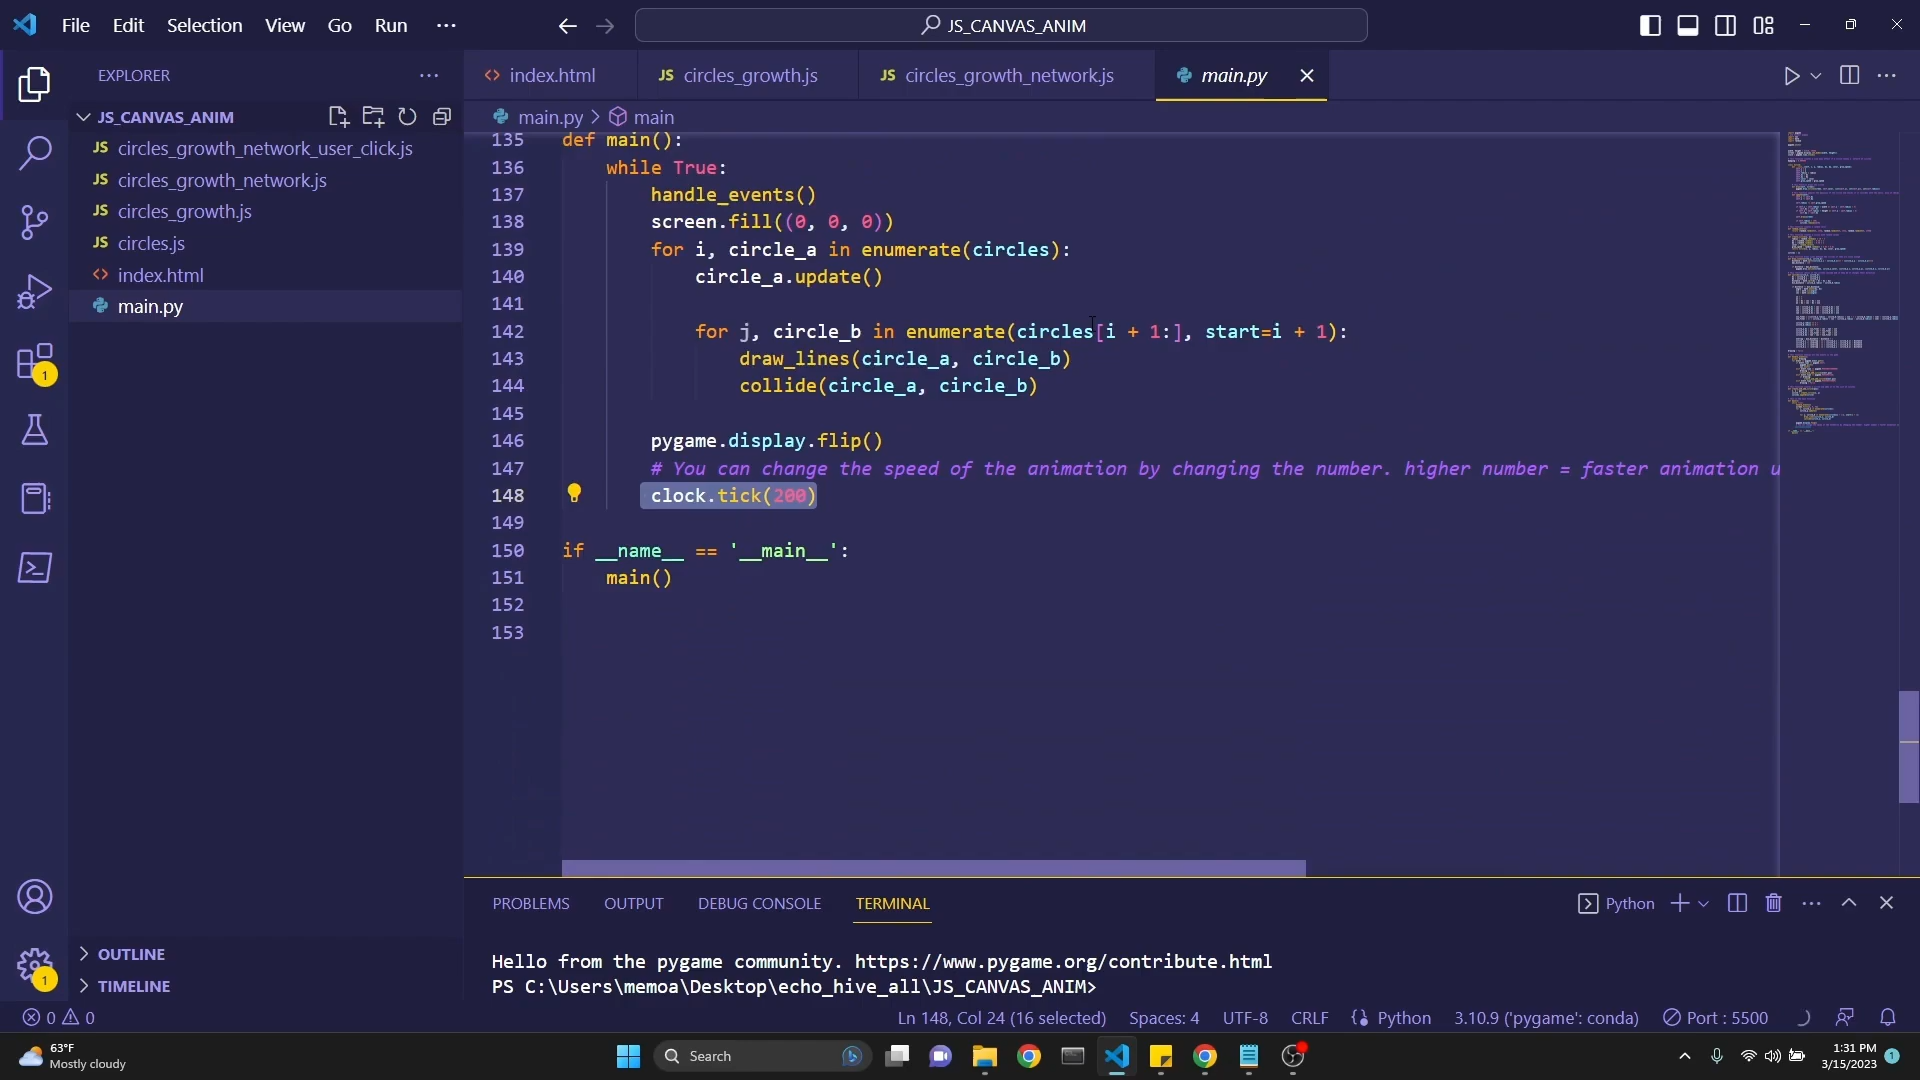 File Edit Selection View Go Run ···
JS_CANVAS_ANIM
EXPLORER
JS_CANVAS_ANIM
JS circles_growth_network_user_click.js
JS circles_growth_network.js
JS circles_growth.js
JS circles.js
<> index.html
main.py
OUTLINE
TIMELINE
1
1
<> index.html
JS circles_growth.js
JS circles_growth_network.js
main.py
main.py > main
135 def main():
136 while True:
137 handle_events()
138 screen.fill((0, 0, 0))
139 for i, circle_a in enumerate(circles):
140 circle_a.update()
141
142 for j, circle_b in enumerate(circles[i + 1:], start=i + 1):
143 draw_lines(circle_a, circle_b)
144 collide(circle_a, circle_b)
145
146 pygame.display.flip()
147 # You can change the speed of the animation by changing the number. higher number = faster animation u
148 clock.tick(200)
149
150 if __name__ == '__main__':
151 main()
152
153
PROBLEMS OUTPUT DEBUG CONSOLE TERMINAL
Python
Hello from the pygame community. https://www.pygame.org/contribute.html
PS C:\Users\memoa\Desktop\echo_hive_all\JS_CANVAS_ANIM>
0 0
Ln 148, Col 24 (16 selected) Spaces: 4 UTF-8 CRLF Python 3.10.9 ('pygame': conda) Port : 5500
63°F
Mostly cloudy
Search
1:31 PM
3/15/2023
1